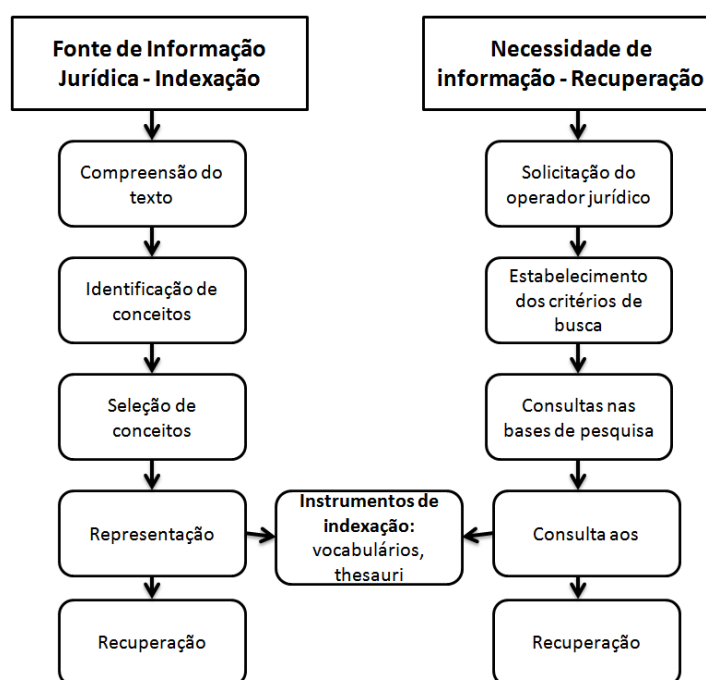 Fonte de Informação
Jurídica - Indexação
Compreensão do
texto
Identificação de
conceitos
Seleção de
conceitos
Representação
Recuperação
Instrumentos de
indexação:
vocabulários,
thesauri
Necessidade de
informação - Recuperação
Solicitação do
operador jurídico
Estabelecimento
dos critérios de
busca
Consultas nas
bases de pesquisa
Consulta aos
Recuperação